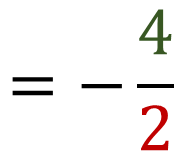 = - 4/2